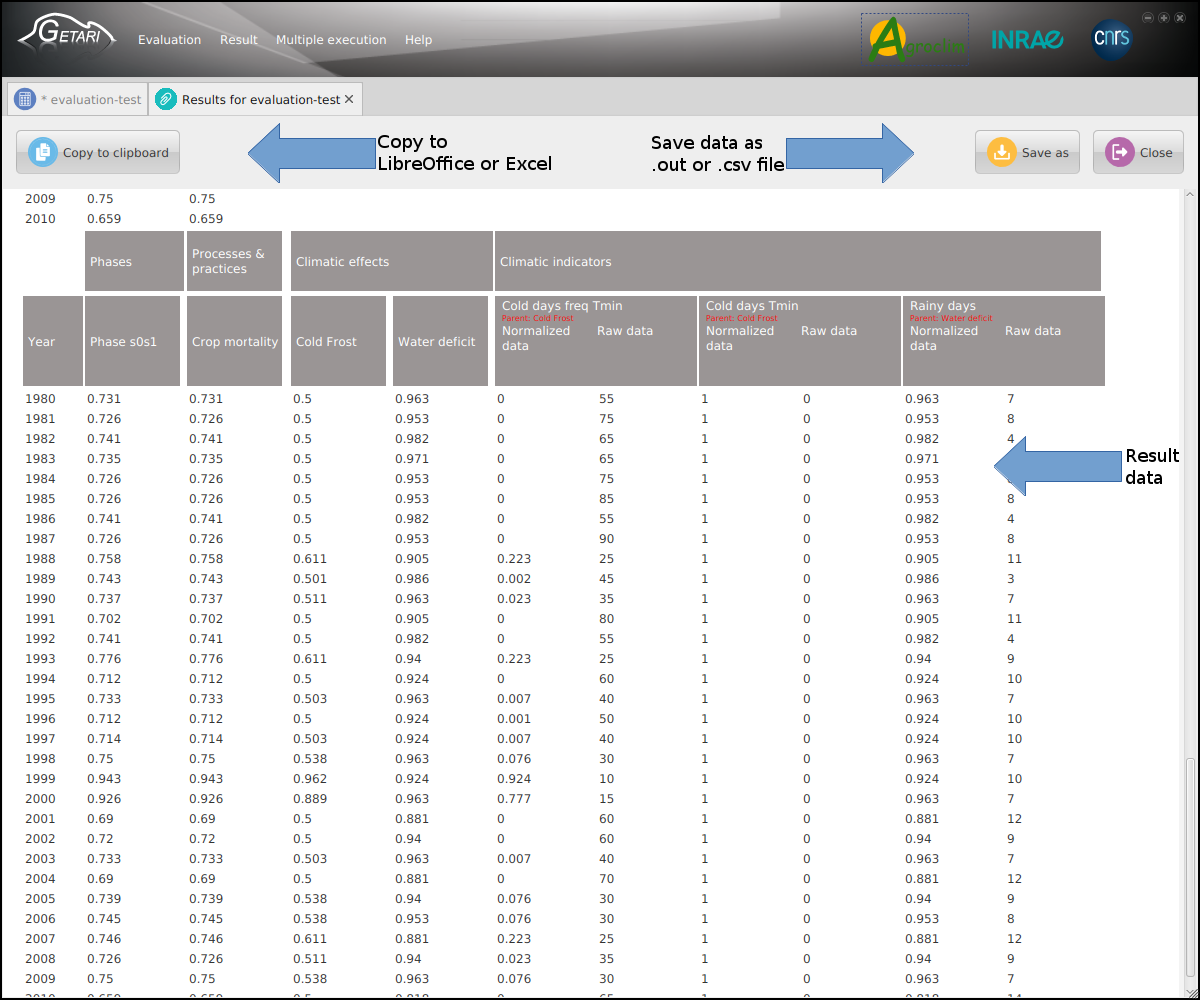 GETARI Evaluation Result Multiple execution Help INRAE cnrs
* evaluation-test Results for evaluation-test
Copy to clipboard
Copy to
LibreOffice or Excel
Save data as
.out or .csv file
Save as
Close
2009 0.75 0.75
2010 0.659 0.659
Phases Processes & practices Climatic effects Climatic indicators
Year Phase s0s1 Crop mortality Cold Frost Water deficit
Cold days freq Tmin
Parent: Cold Frost
Normalized data Raw data
Cold days Tmin
Parent: Cold Frost
Normalized data Raw data
Rainy days
Parent: Water deficit
Normalized data Raw data
1980 0.731 0.731 0.5 0.963 0 55 1 0 0.963 7
1981 0.726 0.726 0.5 0.953 0 75 1 0 0.953 8
1982 0.741 0.741 0.5 0.982 0 65 1 0 0.982 4
1983 0.735 0.735 0.5 0.971 0 65 1 0 0.971
1984 0.726 0.726 0.5 0.953 0 75 1 0 0.953
1985 0.726 0.726 0.5 0.953 0 85 1 0 0.953 8
Result
data
1986 0.741 0.741 0.5 0.982 0 55 1 0 0.982 4
1987 0.726 0.726 0.5 0.953 0 90 1 0 0.953 8
1988 0.758 0.758 0.611 0.905 0.223 25 1 0 0.905 11
1989 0.743 0.743 0.501 0.986 0.002 45 1 0 0.986 3
1990 0.737 0.737 0.511 0.963 0.023 35 1 0 0.963 7
1991 0.702 0.702 0.5 0.905 0 80 1 0 0.905 11
1992 0.741 0.741 0.5 0.982 0 55 1 0 0.982 4
1993 0.776 0.776 0.611 0.94 0.223 25 1 0 0.94 9
1994 0.712 0.712 0.5 0.924 0 60 1 0 0.924 10
1995 0.733 0.733 0.503 0.963 0.007 40 1 0 0.963 7
1996 0.712 0.712 0.5 0.924 0.001 50 1 0 0.924 10
1997 0.714 0.714 0.503 0.924 0.007 40 1 0 0.924 10
1998 0.75 0.75 0.538 0.963 0.076 30 1 0 0.963 7
1999 0.943 0.943 0.962 0.924 0.924 10 1 0 0.924 10
2000 0.926 0.926 0.889 0.963 0.777 15 1 0 0.963 7
2001 0.69 0.69 0.5 0.881 0 60 1 0 0.881 12
2002 0.72 0.72 0.5 0.94 0 60 1 0 0.94 9
2003 0.733 0.733 0.503 0.963 0.007 40 1 0 0.963 7
2004 0.69 0.69 0.5 0.881 0 70 1 0 0.881 12
2005 0.739 0.739 0.538 0.94 0.076 30 1 0 0.94 9
2006 0.745 0.745 0.538 0.953 0.076 30 1 0 0.953 8
2007 0.746 0.746 0.611 0.881 0.223 25 1 0 0.881 12
2008 0.726 0.726 0.511 0.94 0.023 35 1 0 0.94 9
2009 0.75 0.75 0.538 0.963 0.076 30 1 0 0.963 7